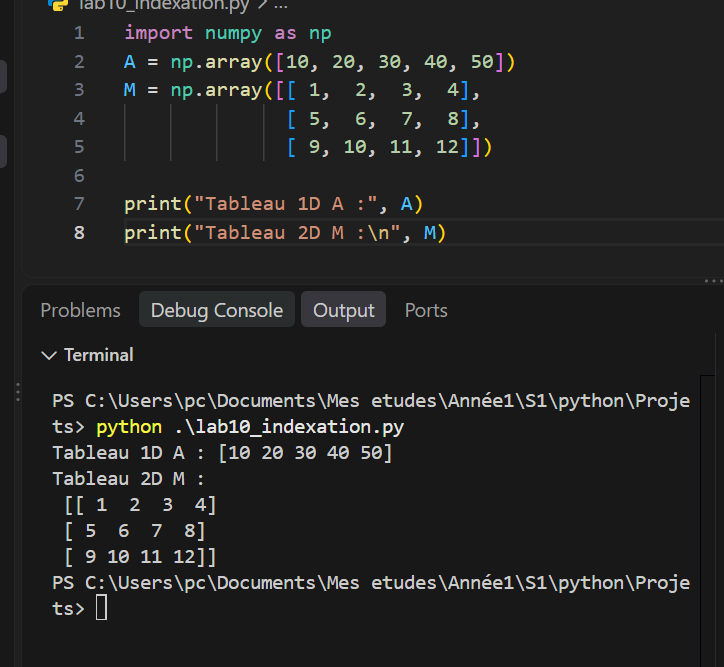 lab10_indexation.py > ...
1 import numpy as np
2 A = np.array([10, 20, 30, 40, 50])
3 M = np.array([[ 1,  2,  3,  4],
4               [ 5,  6,  7,  8],
5               [ 9, 10, 11, 12]])
6
7 print("Tableau 1D A :", A)
8 print("Tableau 2D M :\n", M)
Problems Debug Console Output Ports
Terminal
PS C:\Users\pc\Documents\Mes etudes\Année1\S1\python\Proje
ts> python .\lab10_indexation.py
Tableau 1D A : [10 20 30 40 50]
Tableau 2D M :
 [[ 1  2  3  4]
 [ 5  6  7  8]
 [ 9 10 11 12]]
PS C:\Users\pc\Documents\Mes etudes\Année1\S1\python\Proje
ts>